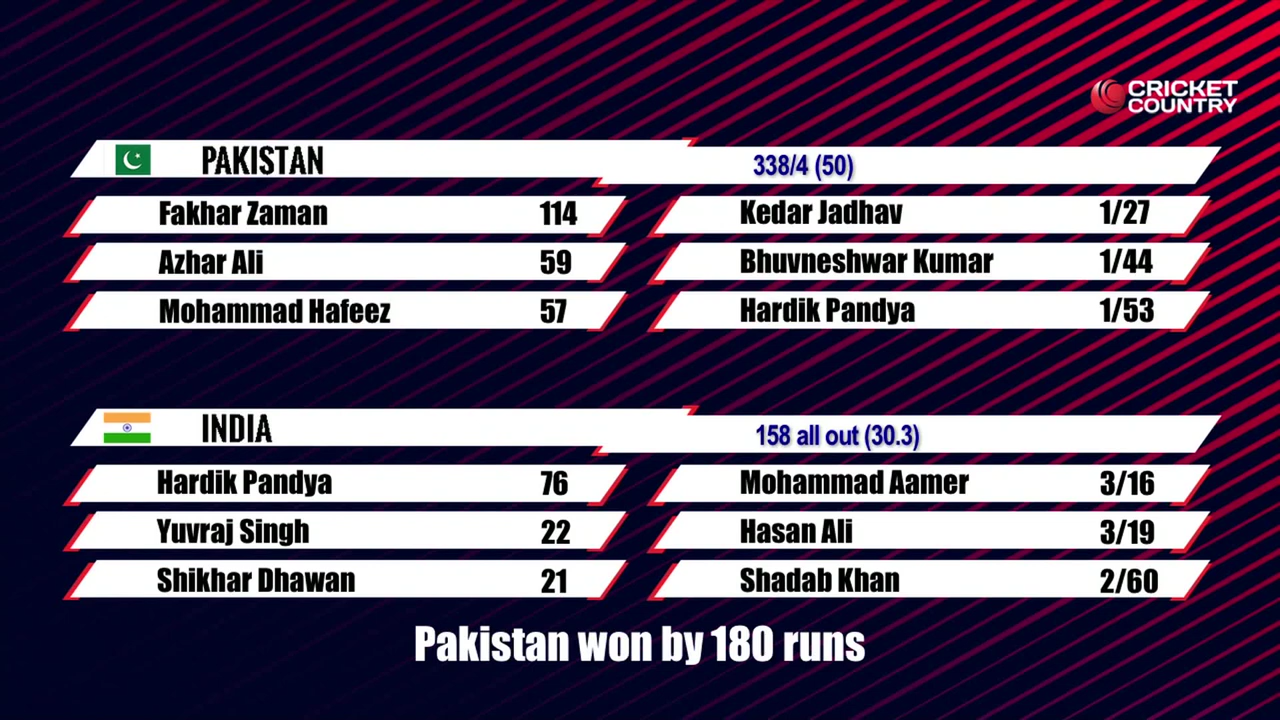 CRICKET
COUNTRY
PAKISTAN 338/4 (50)
Fakhar Zaman 114 Kedar Jadhav 1/27
Azhar Ali 59 Bhuvneshwar Kumar 1/44
Mohammad Hafeez 57 Hardik Pandya 1/53
INDIA 158 all out (30.3)
Hardik Pandya 76 Mohammad Aamer 3/16
Yuvraj Singh 22 Hasan Ali 3/19
Shikhar Dhawan 21 Shadab Khan 2/60
Pakistan won by 180 runs